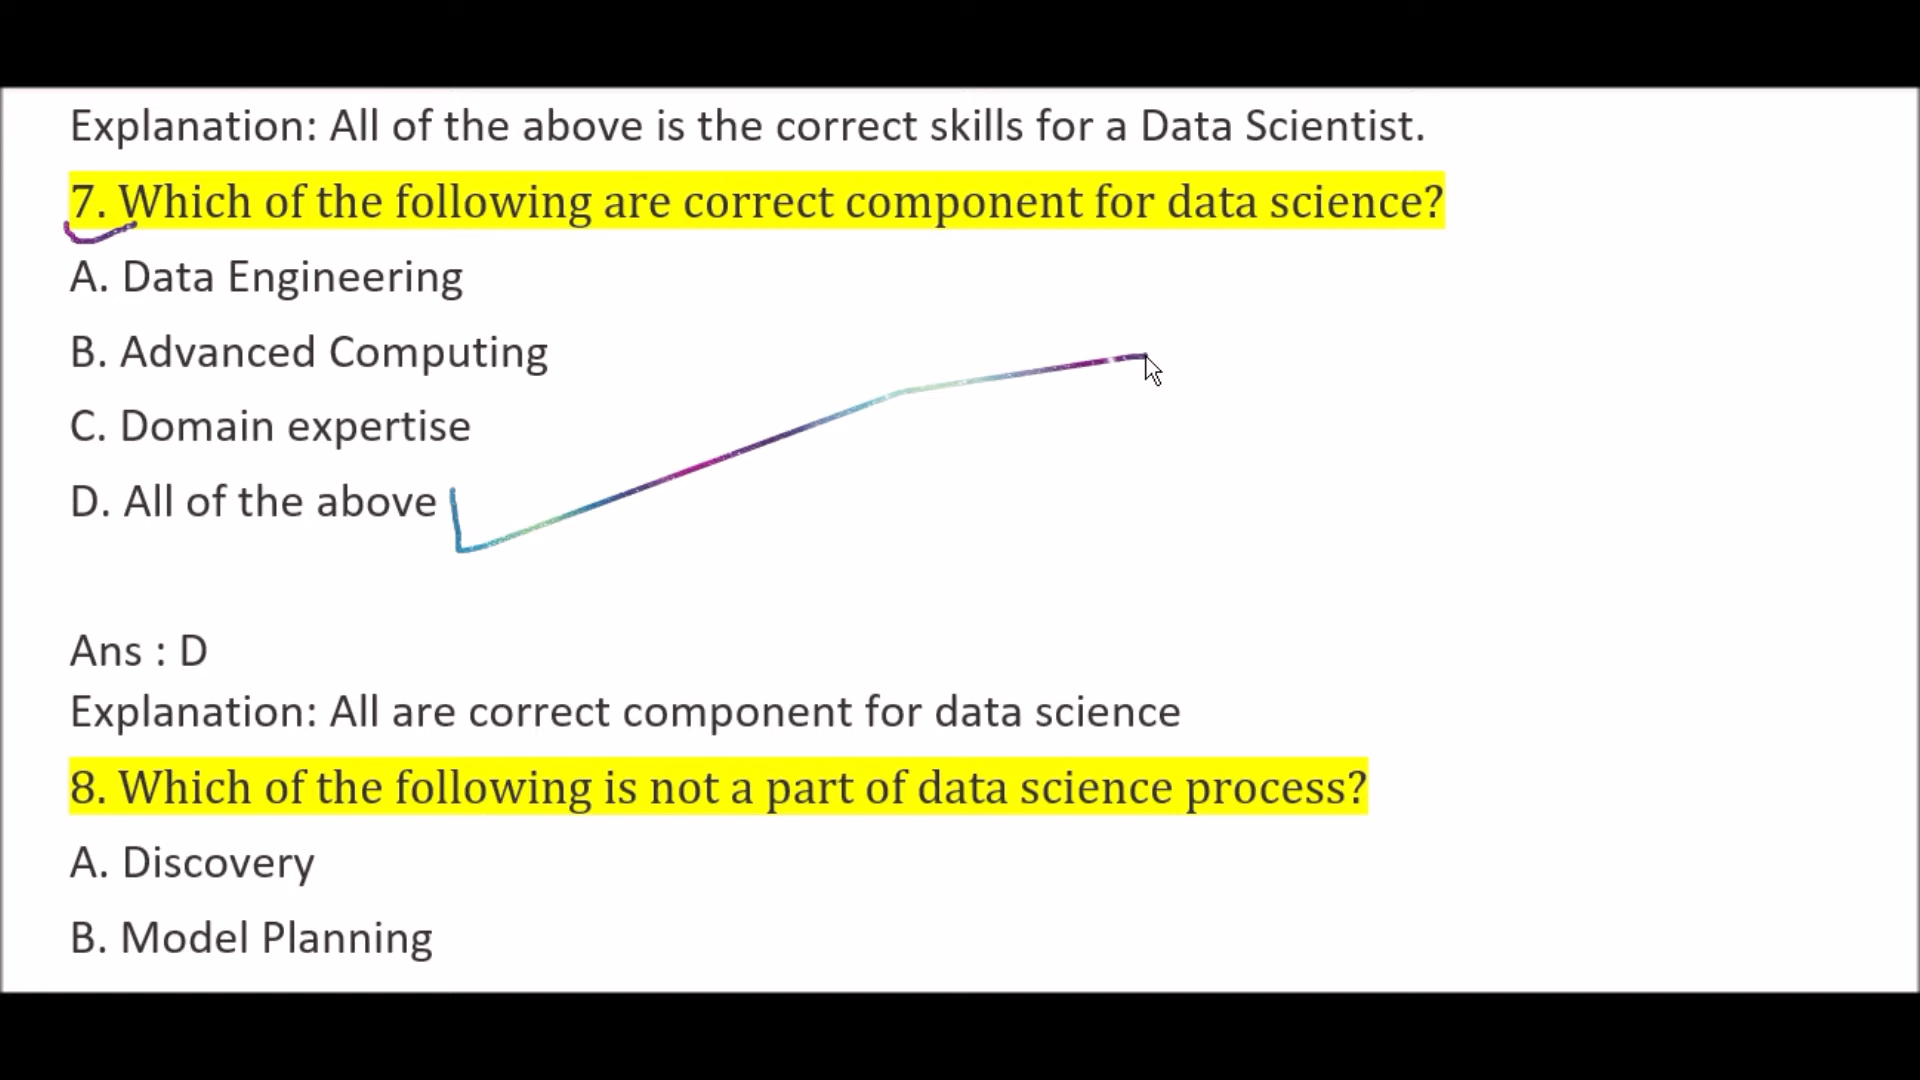 Explanation: All of the above is the correct skills for a Data Scientist.
7. Which of the following are correct component for data science?
A. Data Engineering
B. Advanced Computing
C. Domain expertise
D. All of the above
Ans : D
Explanation: All are correct component for data science
8. Which of the following is not a part of data science process?
A. Discovery
B. Model Planning